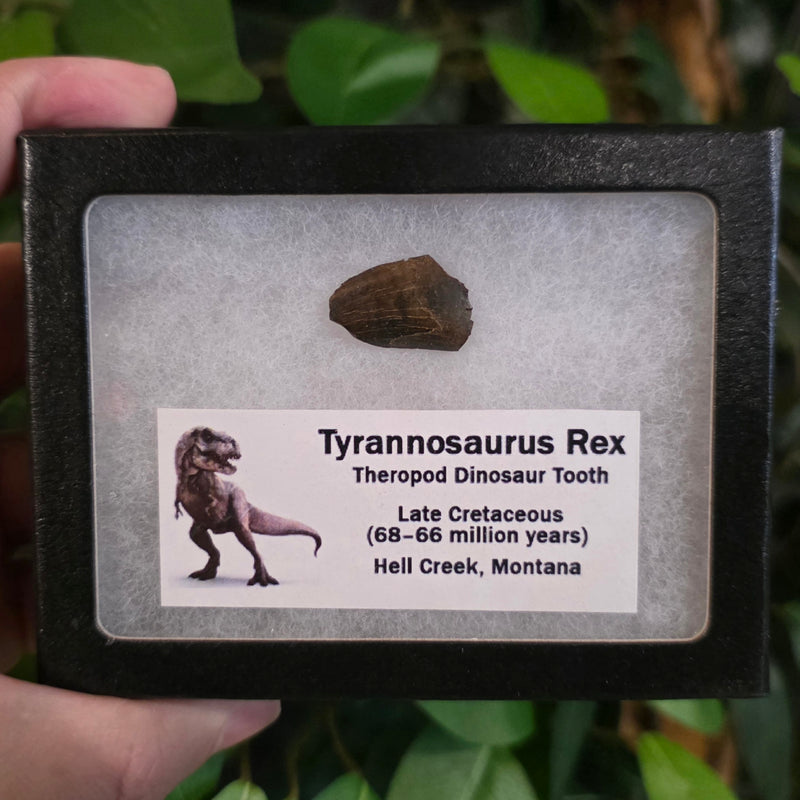 Tyrannosaurus Rex
Theropod Dinosaur Tooth
Late Cretaceous
(68–66 million years)
Hell Creek, Montana